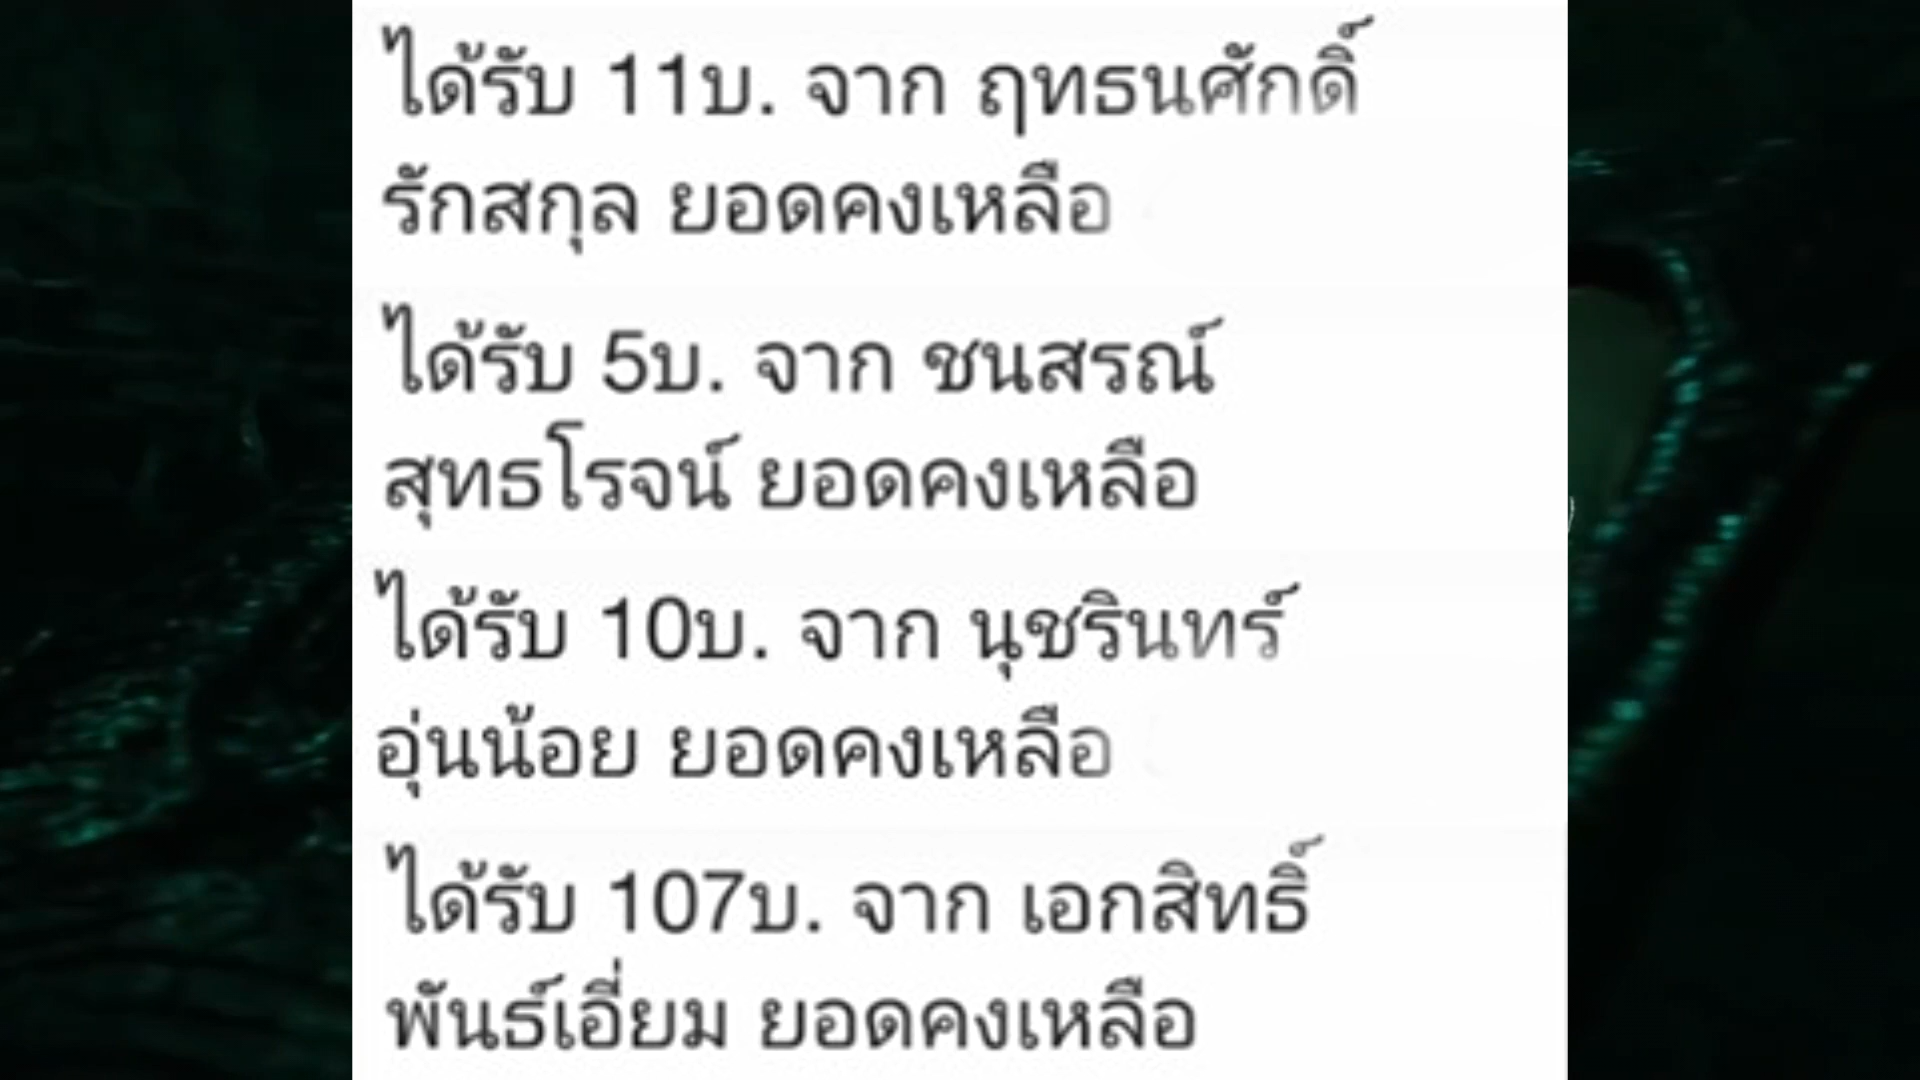 ได้รับ 11บ. จาก ฤทธนศักดิ์
รักสกุล ยอดคงเหลือ
ได้รับ 5บ. จาก ชนสรณ์
สุทธโรจน์ ยอดคงเหลือ
ได้รับ 10บ. จาก นุชรินทร์
อุ่นน้อย ยอดคงเหลือ
ได้รับ 107บ. จาก เอกสิทธิ์
พันธ์เอี่ยม ยอดคงเหลือ